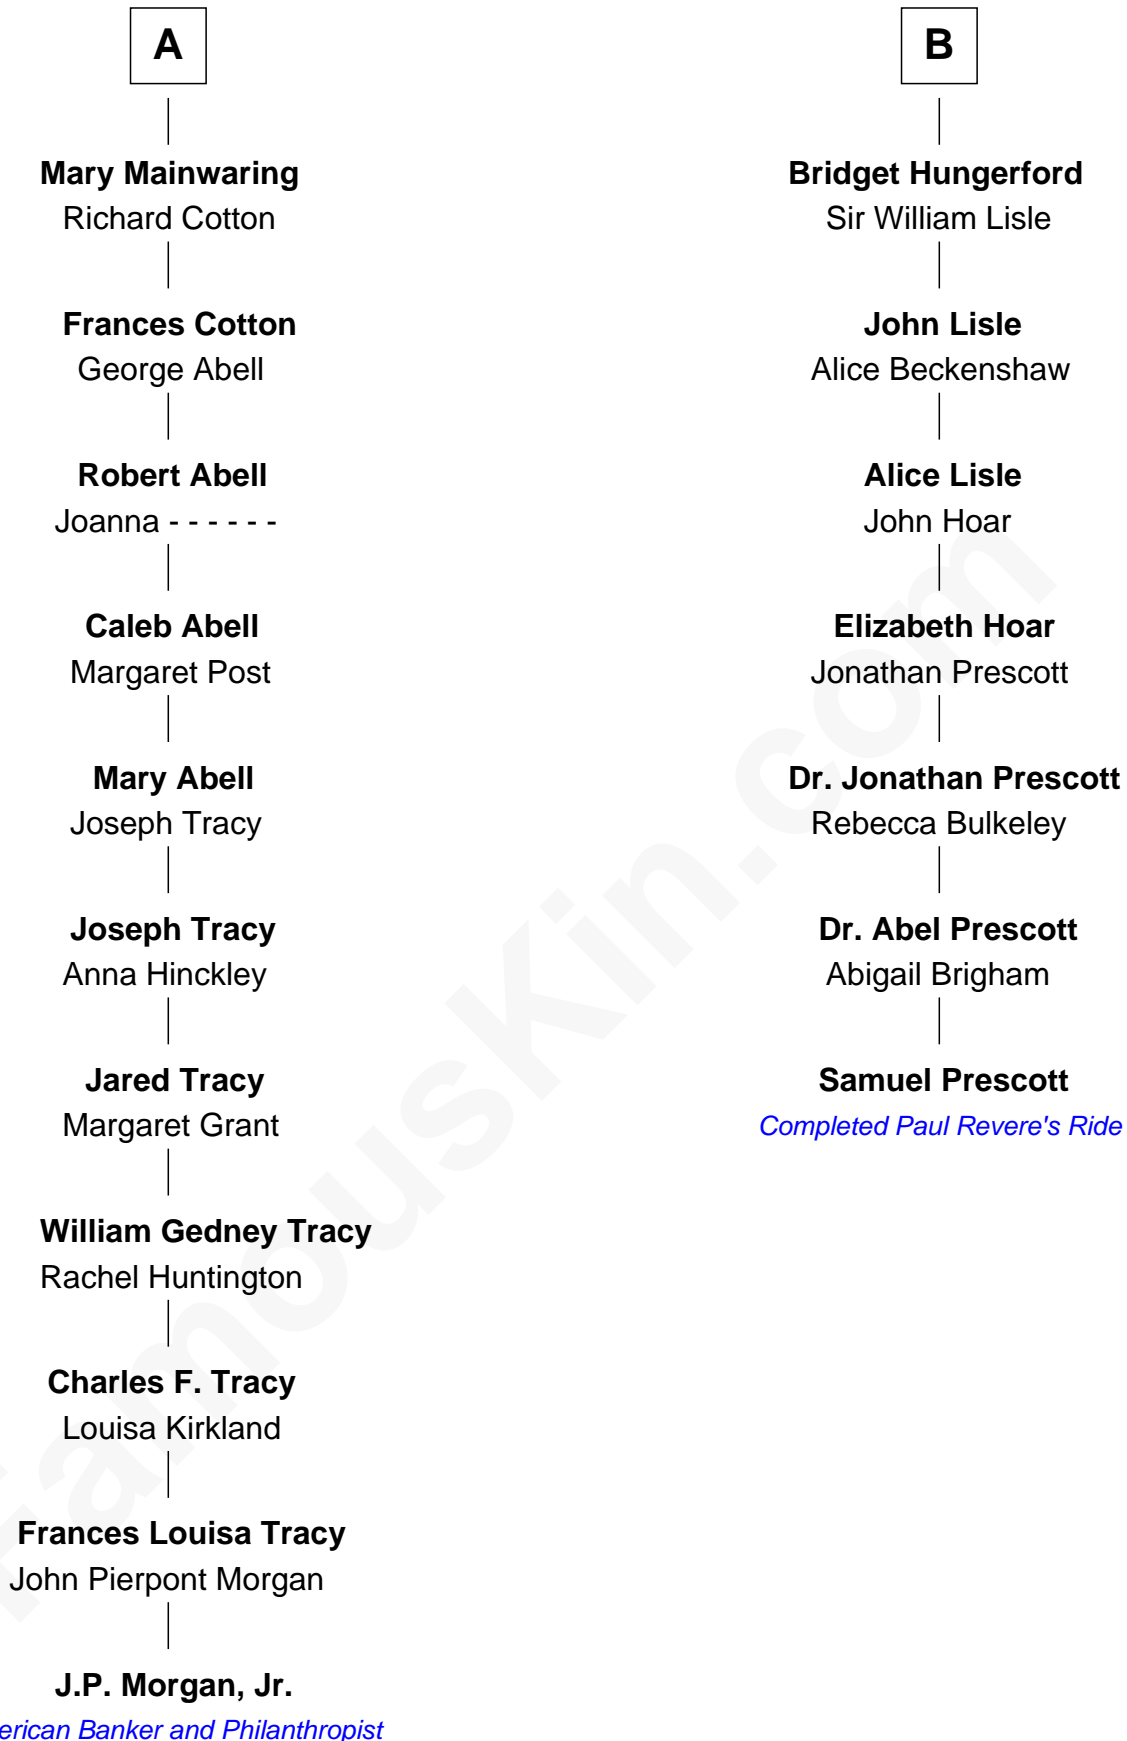 A
Mary Mainwaring
Richard Cotton
Frances Cotton
George Abell
Robert Abell
Joanna - - - - - -
Caleb Abell
Margaret Post
Mary Abell
Joseph Tracy
Joseph Tracy
Anna Hinckley
Jared Tracy
Margaret Grant
William Gedney Tracy
Rachel Huntington
Charles F. Tracy
Louisa Kirkland
Frances Louisa Tracy
John Pierpont Morgan
J.P. Morgan, Jr.
erican Banker and Philanthropist
B
Bridget Hungerford
Sir William Lisle
John Lisle
Alice Beckenshaw
Alice Lisle
John Hoar
Elizabeth Hoar
Jonathan Prescott
Dr. Jonathan Prescott
Rebecca Bulkeley
Dr. Abel Prescott
Abigail Brigham
Samuel Prescott
Completed Paul Revere's Ride
FamousKin.com